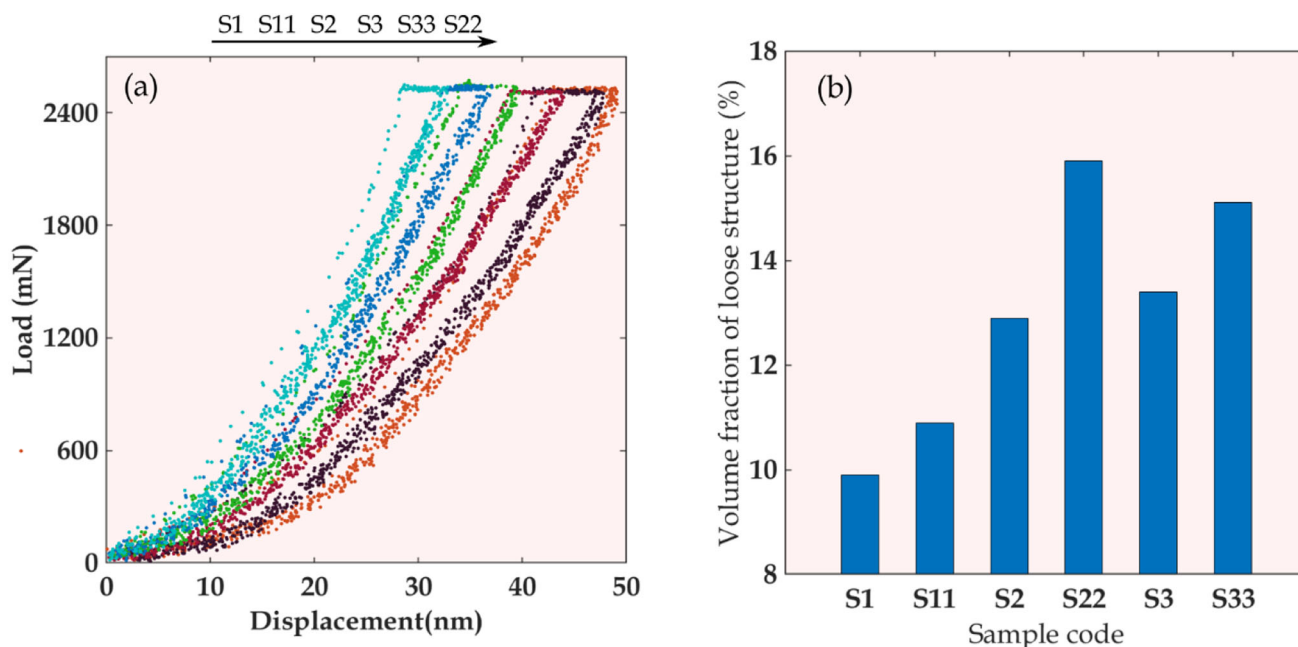 S1 S11 S2 S3 S33 S22
(a)
2400
1800
1200
600
0
Load (mN)
0 10 20 30 40 50
Displacement(nm)
(b)
18
16
14
12
10
8
Volume fraction of loose structure (%)
S1 S11 S2 S22 S3 S33
Sample code